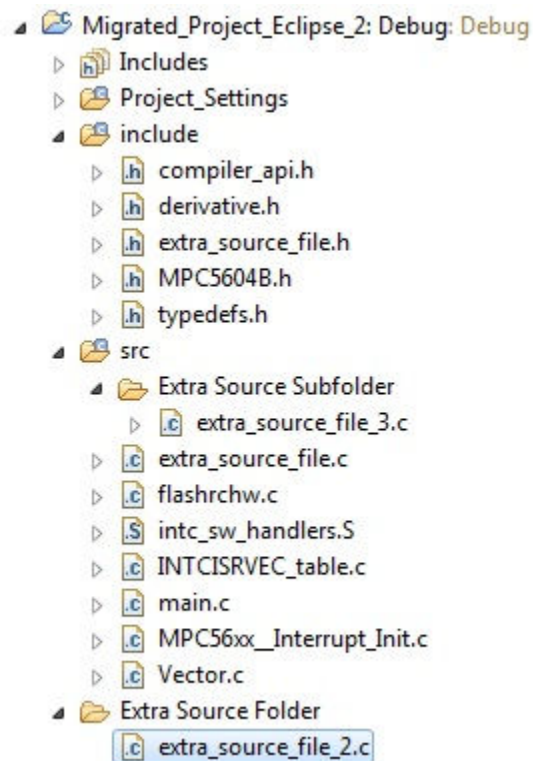 Migrated_Project_Eclipse_2: Debug: Debug
Includes
Project_Settings
include
compiler_api.h
derivative.h
extra_source_file.h
MPC5604B.h
typedefs.h
src
Extra Source Subfolder
extra_source_file_3.c
extra_source_file.c
flashrchw.c
intc_sw_handlers.S
INTCISRVEC_table.c
main.c
MPC56xx__Interrupt_Init.c
Vector.c
Extra Source Folder
extra_source_file_2.c